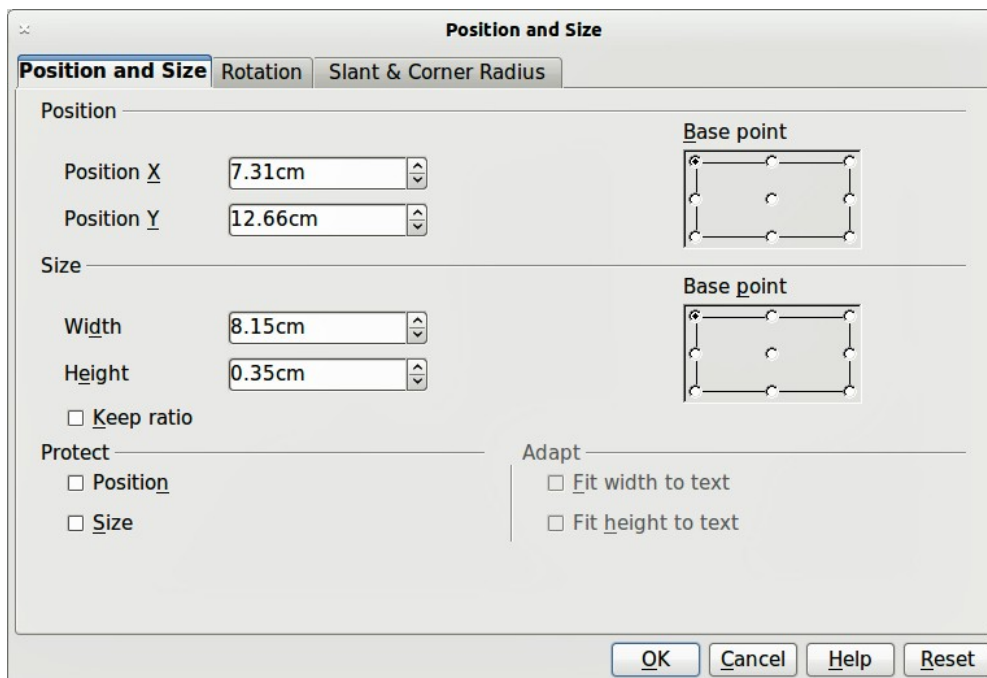 Position and Size
Position and Size Rotation Slant & Corner Radius
Position
Base point
Position X 7.31cm
Position Y 12.66cm
Size
Base point
Width 8.15cm
Height 0.35cm
Keep ratio
Protect Adapt
Position Fit width to text
Size Fit height to text
OK Cancel Help Reset